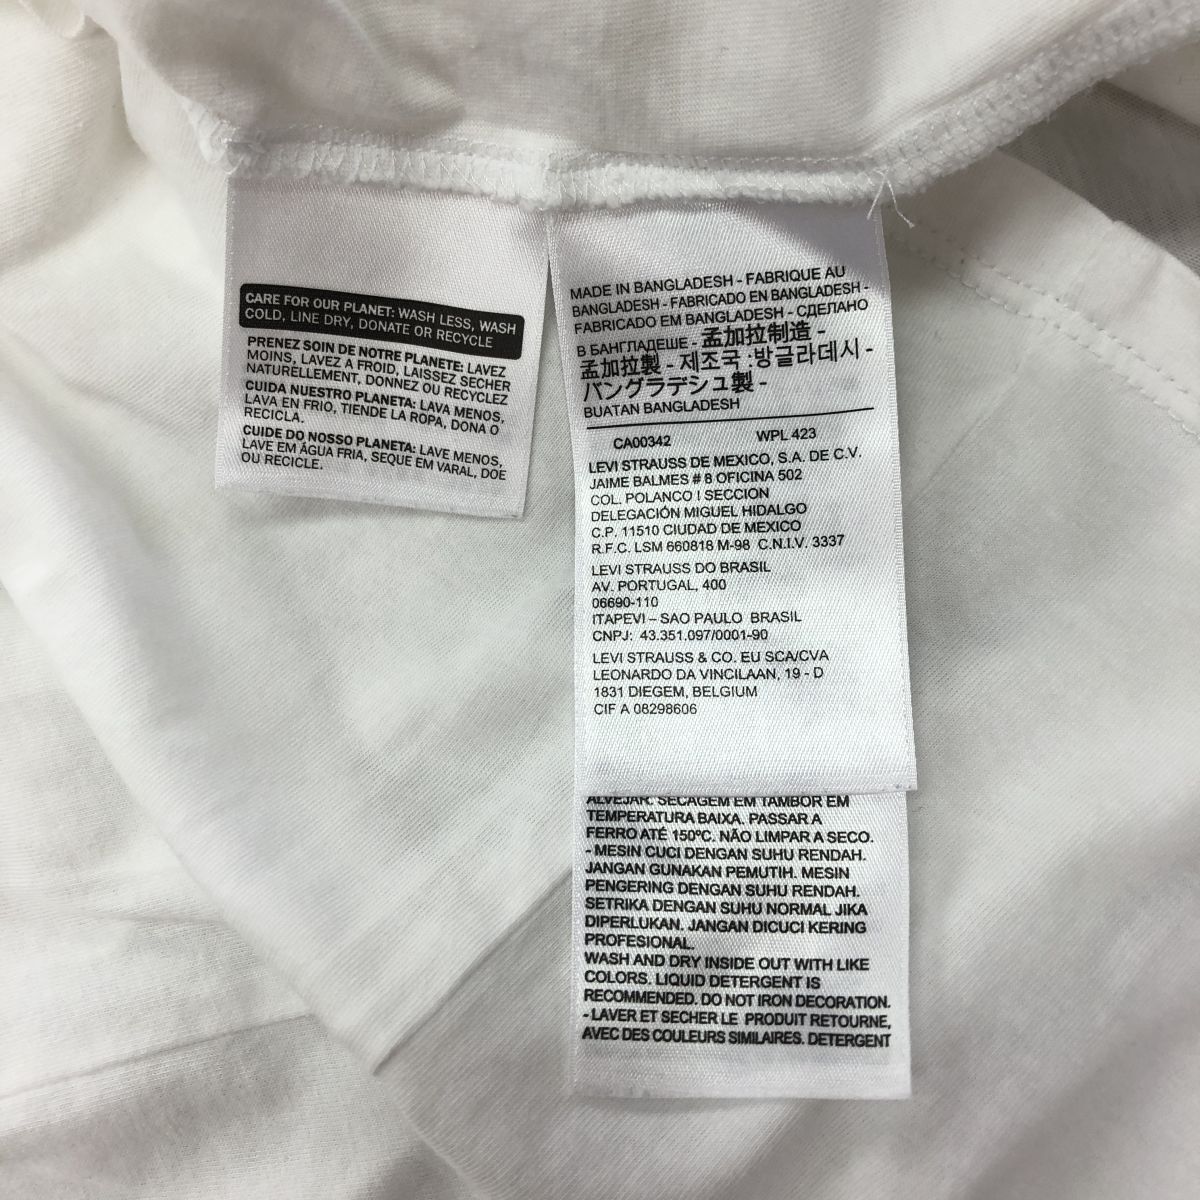 CARE FOR OUR PLANET: WASH LESS, WASH
COLD, LINE DRY, DONATE OR RECYCLE
PRENEZ SOIN DE NOTRE PLANETE: LAVEZ
MOINS, LAVEZ A FROID, LAISSEZ SECHER
NATURELLEMENT, DONNEZ OU RECYCLEZ
CUIDA NUESTRO PLANETA: LAVA MENOS,
LAVA EN FRIO, TIENDE LA ROPA, DONA O
RECICLA.
CUIDE DO NOSSO PLANETA: LAVE MENOS,
LAVE EM ÁGUA FRIA, SEQUE EM VARAL, DOE
OU RECICLE.
MADE IN BANGLADESH - FABRIQUE AU
BANGLADESH - FABRICADO EN BANGLADESH -
FABRICADO EM BANGLADESH - СДЕЛАНО
В БАНГЛАДЕШЕ - 孟加拉制造 -
孟加拉製 - 제조국 :방글라데시 -
バングラデシュ製 -
BUATAN BANGLADESH
CA00342 WPL 423
LEVI STRAUSS DE MEXICO, S.A. DE C.V.
JAIME BALMES # 8 OFICINA 502
COL. POLANCO I SECCION
DELEGACIÓN MIGUEL HIDALGO
C.P. 11510 CIUDAD DE MEXICO
R.F.C. LSM 660818 M-98 C.N.I.V. 3337
LEVI STRAUSS DO BRASIL
AV. PORTUGAL, 400
06690-110
ITAPEVI – SAO PAULO BRASIL
CNPJ: 43.351.097/0001-90
LEVI STRAUSS & CO. EU SCA/CVA
LEONARDO DA VINCILAAN, 19 - D
1831 DIEGEM, BELGIUM
CIF A 08298606
ALVEJAR. SECAGEM EM TAMBOR EM
TEMPERATURA BAIXA. PASSAR A
FERRO ATÉ 150ºC. NÃO LIMPAR A SECO.
- MESIN CUCI DENGAN SUHU RENDAH.
JANGAN GUNAKAN PEMUTIH. MESIN
PENGERING DENGAN SUHU RENDAH.
SETRIKA DENGAN SUHU NORMAL JIKA
DIPERLUKAN. JANGAN DICUCI KERING
PROFESIONAL.
WASH AND DRY INSIDE OUT WITH LIKE
COLORS. LIQUID DETERGENT IS
RECOMMENDED. DO NOT IRON DECORATION.
- LAVER ET SECHER LE PRODUIT RETOURNE,
AVEC DES COULEURS SIMILAIRES. DETERGENT